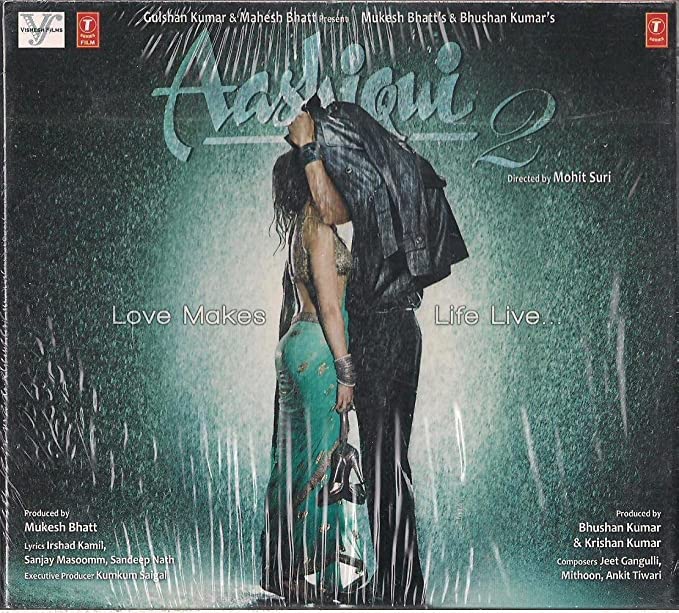 Gulshan Kumar & Mahesh Bhatt Present Mukesh Bhatt's & Bhushan Kumar's
VISHESH FILMS
T
SERIES
FILM
T
SERIES
Aashiqui 2
Directed by Mohit Suri
Love Makes Life Live...
Produced by
Mukesh Bhatt
Lyrics Irshad Kamil,
Sanjay Masoomm, Sandeep Nath
Executive Producer Kumkum Saigal
Produced by
Bhushan Kumar
& Krishan Kumar
Composers Jeet Gangulli,
Mithoon, Ankit Tiwari